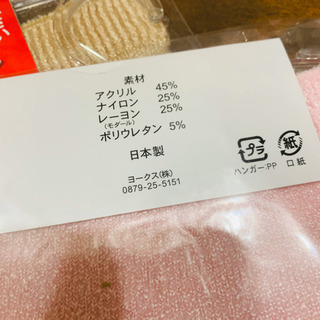 素材
アクリル 45%
ナイロン 25%
レーヨン 25%
(モダール)
ポリウレタン 5%
日本製
ヨークス(株)
0879-25-5151
プラ
ハンガー.PP
紙
口紙